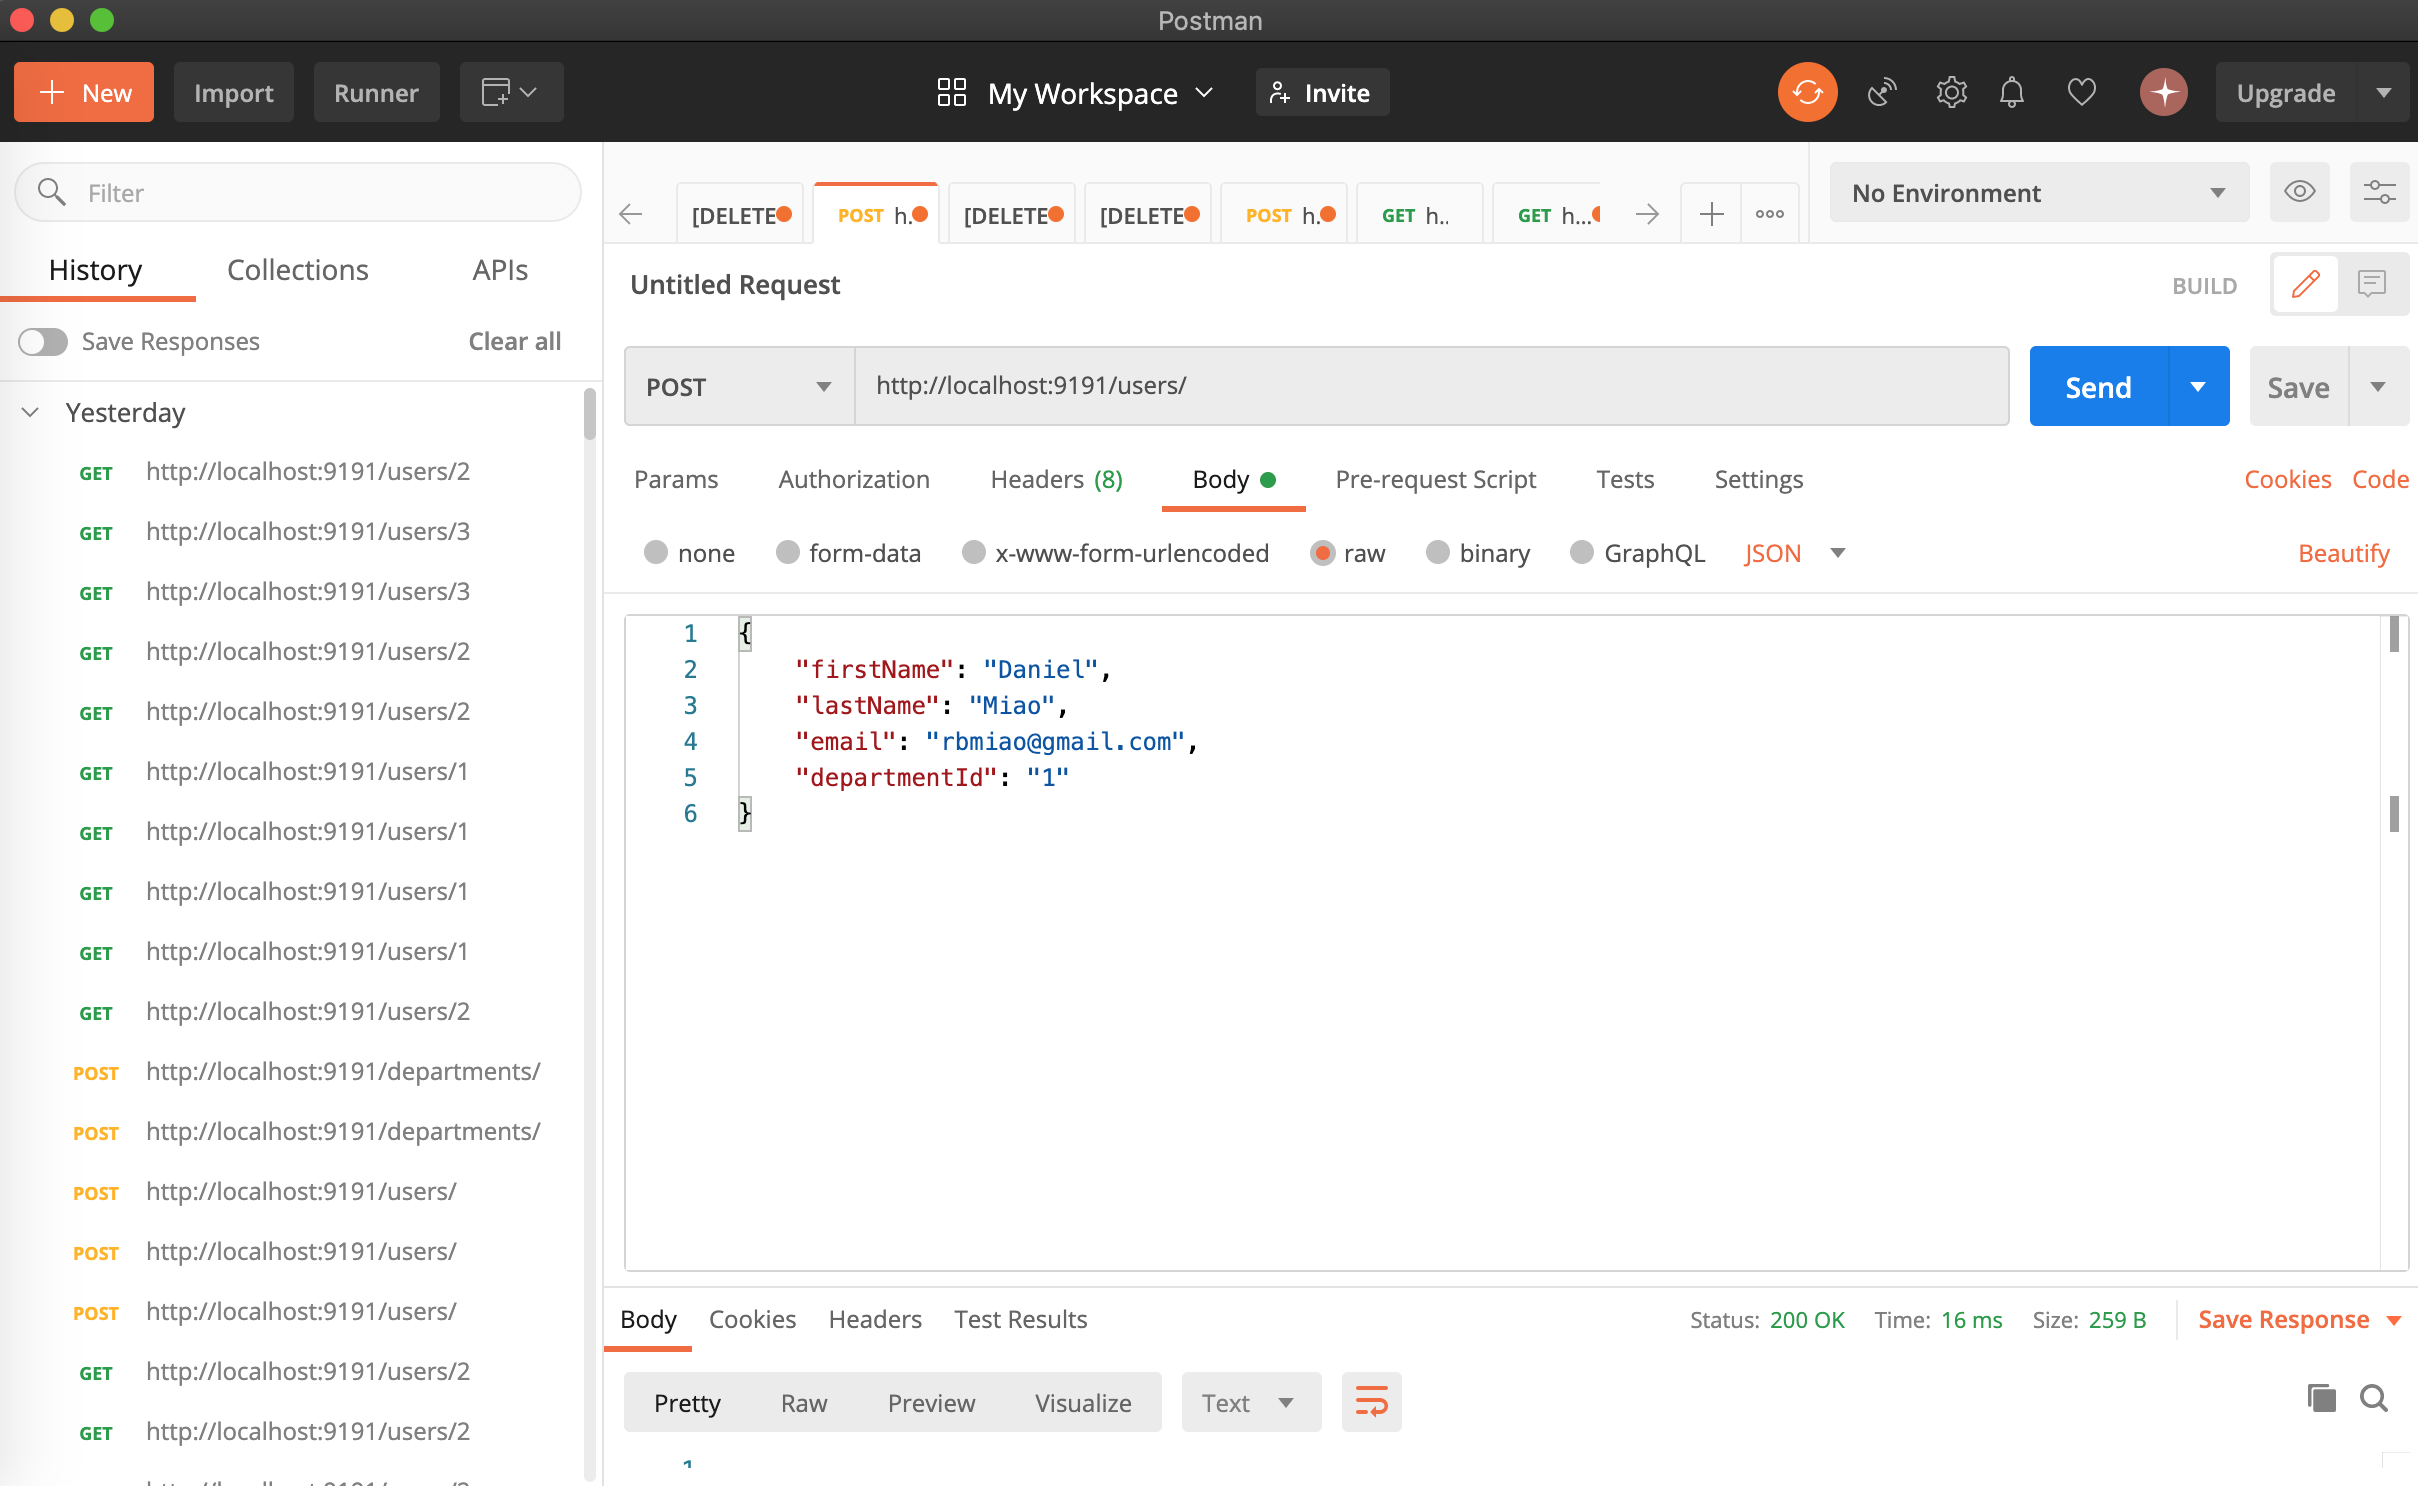 Postman
New
Import
Runner
My Workspace
Invite
Upgrade
Filter
History
Collections
APIs
Save Responses
Clear all
Yesterday
GET http://localhost:9191/users/2
GET http://localhost:9191/users/3
GET http://localhost:9191/users/3
GET http://localhost:9191/users/2
GET http://localhost:9191/users/2
GET http://localhost:9191/users/1
GET http://localhost:9191/users/1
GET http://localhost:9191/users/1
GET http://localhost:9191/users/1
GET http://localhost:9191/users/2
POST http://localhost:9191/departments/
POST http://localhost:9191/departments/
POST http://localhost:9191/users/
POST http://localhost:9191/users/
POST http://localhost:9191/users/
GET http://localhost:9191/users/2
GET http://localhost:9191/users/2
[DELETE
POST h.
[DELETE
[DELETE
POST h.
GET h..
GET h...
No Environment
Untitled Request
BUILD
POST
http://localhost:9191/users/
Send
Save
Params
Authorization
Headers (8)
Body
Pre-request Script
Tests
Settings
Cookies
Code
none
form-data
x-www-form-urlencoded
raw
binary
GraphQL
JSON
Beautify
1 {
2 "firstName": "Daniel",
3 "lastName": "Miao",
4 "email": "rbmiao@gmail.com",
5 "departmentId": "1"
6 }
Body
Cookies
Headers
Test Results
Status: 200 OK
Time: 16 ms
Size: 259 B
Save Response
Pretty
Raw
Preview
Visualize
Text
1